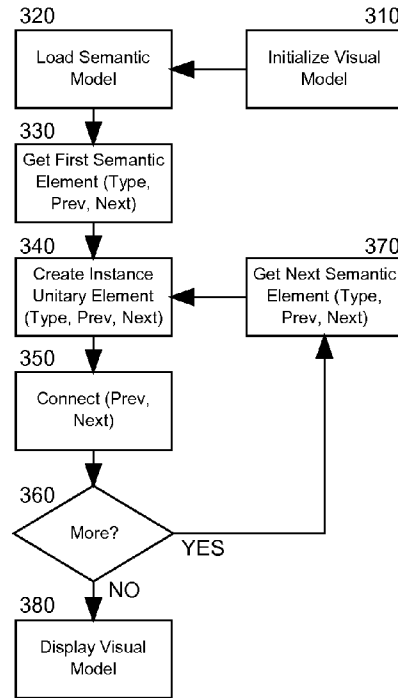 320
310
Load Semantic
Model
Initialize Visual
Model
330
Get First Semantic
Element (Type,
Prev, Next)
340
370
Create Instance
Unitary Element
(Type, Prev, Next)
Get Next Semantic
Element (Type,
Prev, Next)
350
Connect (Prev,
Next)
360
More?
YES
NO
380
Display Visual
Model